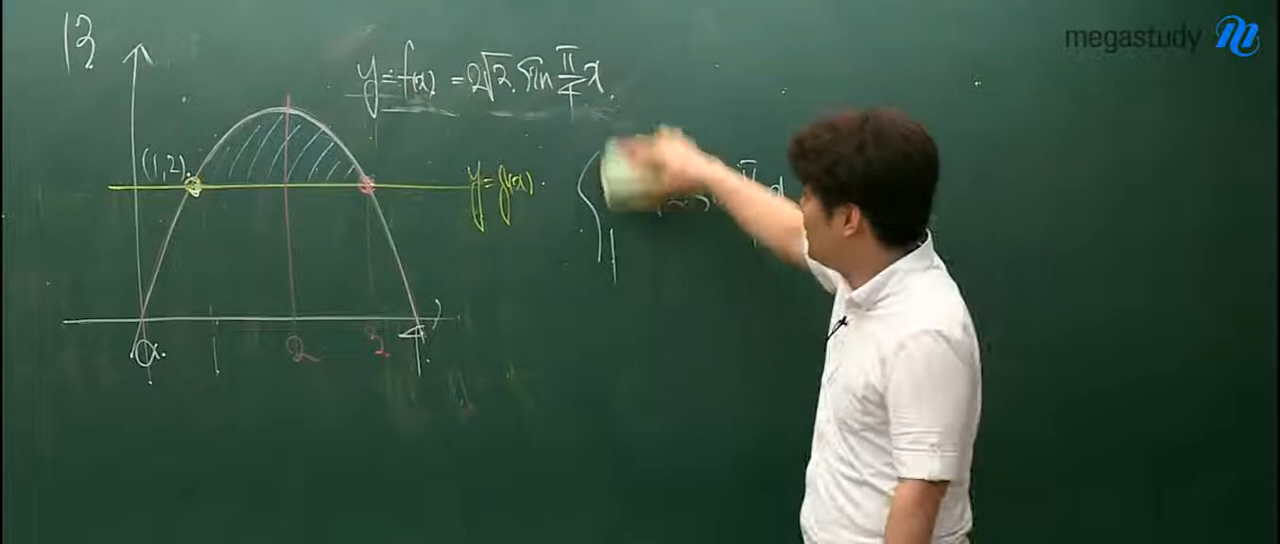 13
megastudy
y=f(x)=2√2 sin π/4 x.
(1,2)
y=g(x).
0
1
2
3
4